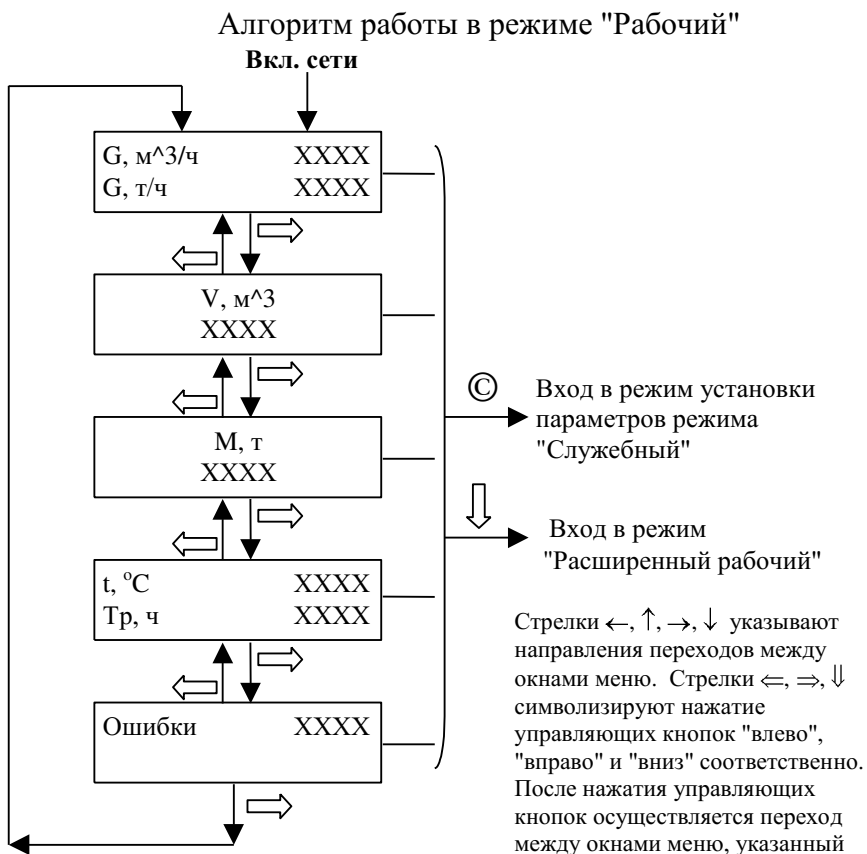 Алгоритм работы в режиме "Рабочий"
Вкл. сети
G, м^3/ч XXXX
G, т/ч XXXX
V, м^3
XXXX
М, т
XXXX
t, °C XXXX
Тр, ч XXXX
Ошибки XXXX
©
Вход в режим установки
параметров режима
"Служебный"
Вход в режим
"Расширенный рабочий"
Стрелки ←, ↑, →, ↓ указывают
направления переходов между
окнами меню. Стрелки ⇐, ⇒, ⇓
символизируют нажатие
управляющих кнопок "влево",
"вправо" и "вниз" соответственно.
После нажатия управляющих
кнопок осуществляется переход
между окнами меню, указанный